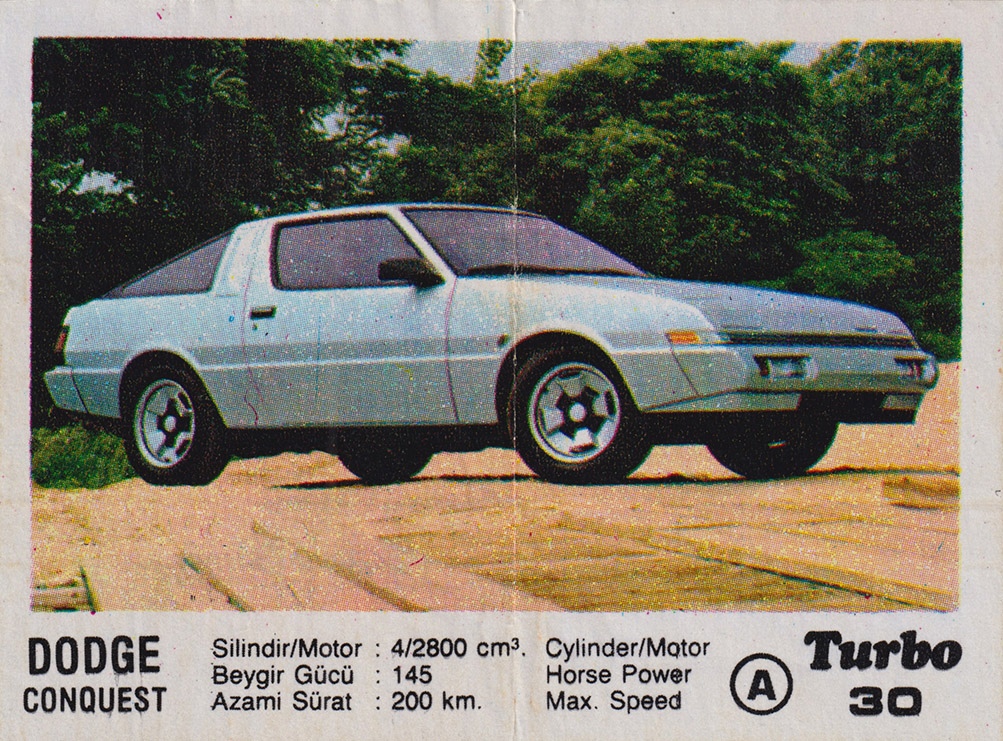 DODGE
CONQUEST
Silindir/Motor : 4/2800 cm³. Cylinder/Motor
Beygir Gücü : 145 Horse Power
Azami Sürat : 200 km. Max. Speed
A
Turbo
30